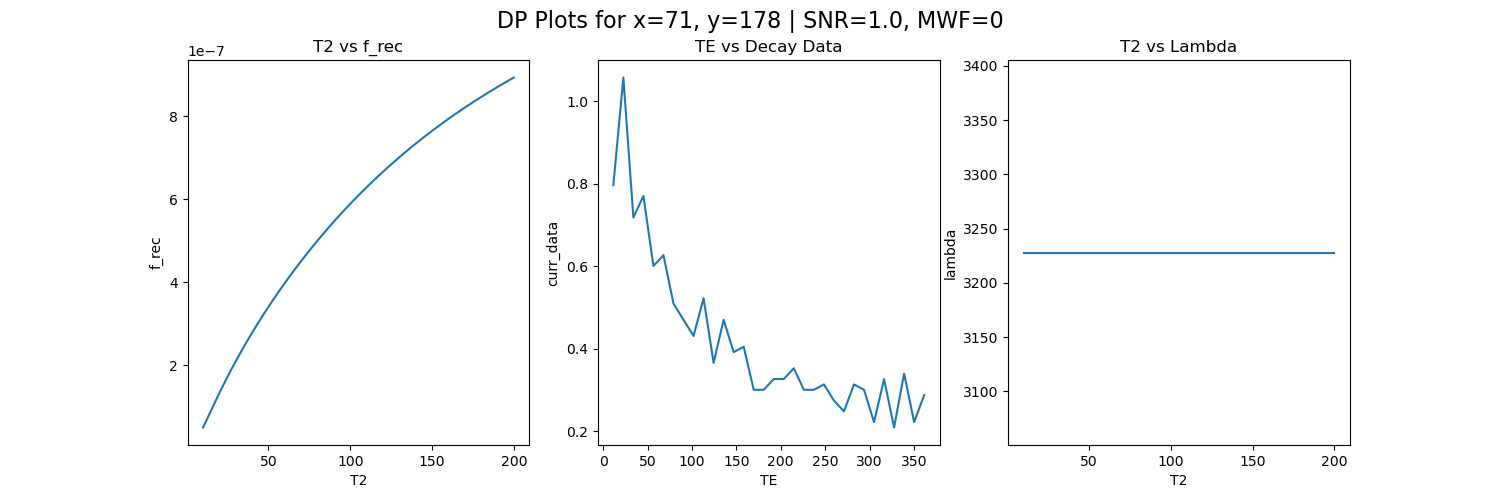 DP Plots for x=71, y=178 | SNR=1.0, MWF=0
T2 vs f_rec
1e−7
8
6
4
2
f_rec
50
100
150
200
T2
TE vs Decay Data
1.0
0.8
0.6
0.4
0.2
curr_data
0
50
100
150
200
250
300
350
TE
T2 vs Lambda
3400
3350
3300
3250
3200
3150
3100
lambda
50
100
150
200
T2